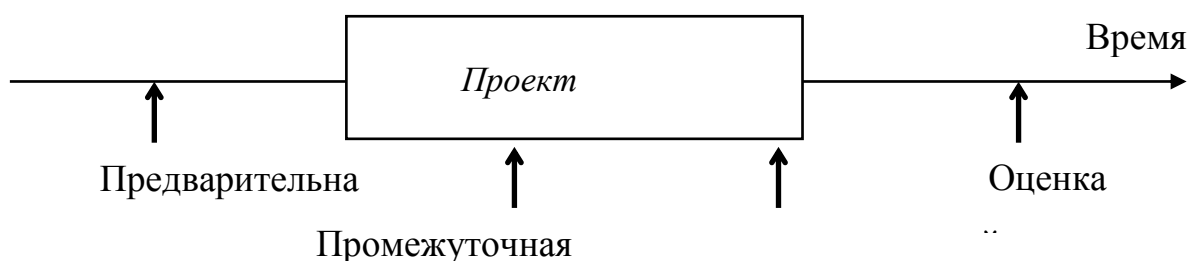 Время
Проект
Предварительна
Оценка
Промежуточная